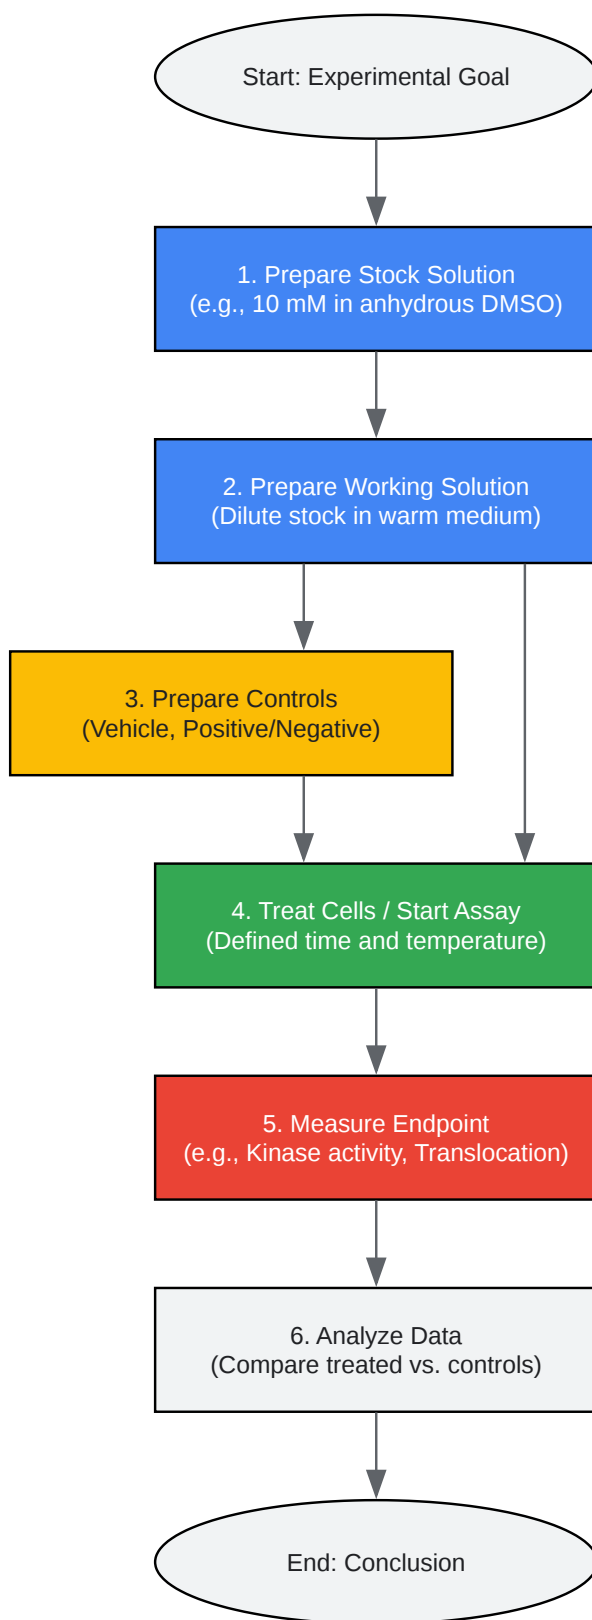 Start: Experimental Goal
1. Prepare Stock Solution
(e.g., 10 mM in anhydrous DMSO)
2. Prepare Working Solution
(Dilute stock in warm medium)
3. Prepare Controls
(Vehicle, Positive/Negative)
4. Treat Cells / Start Assay
(Defined time and temperature)
5. Measure Endpoint
(e.g., Kinase activity, Translocation)
6. Analyze Data
(Compare treated vs. controls)
End: Conclusion